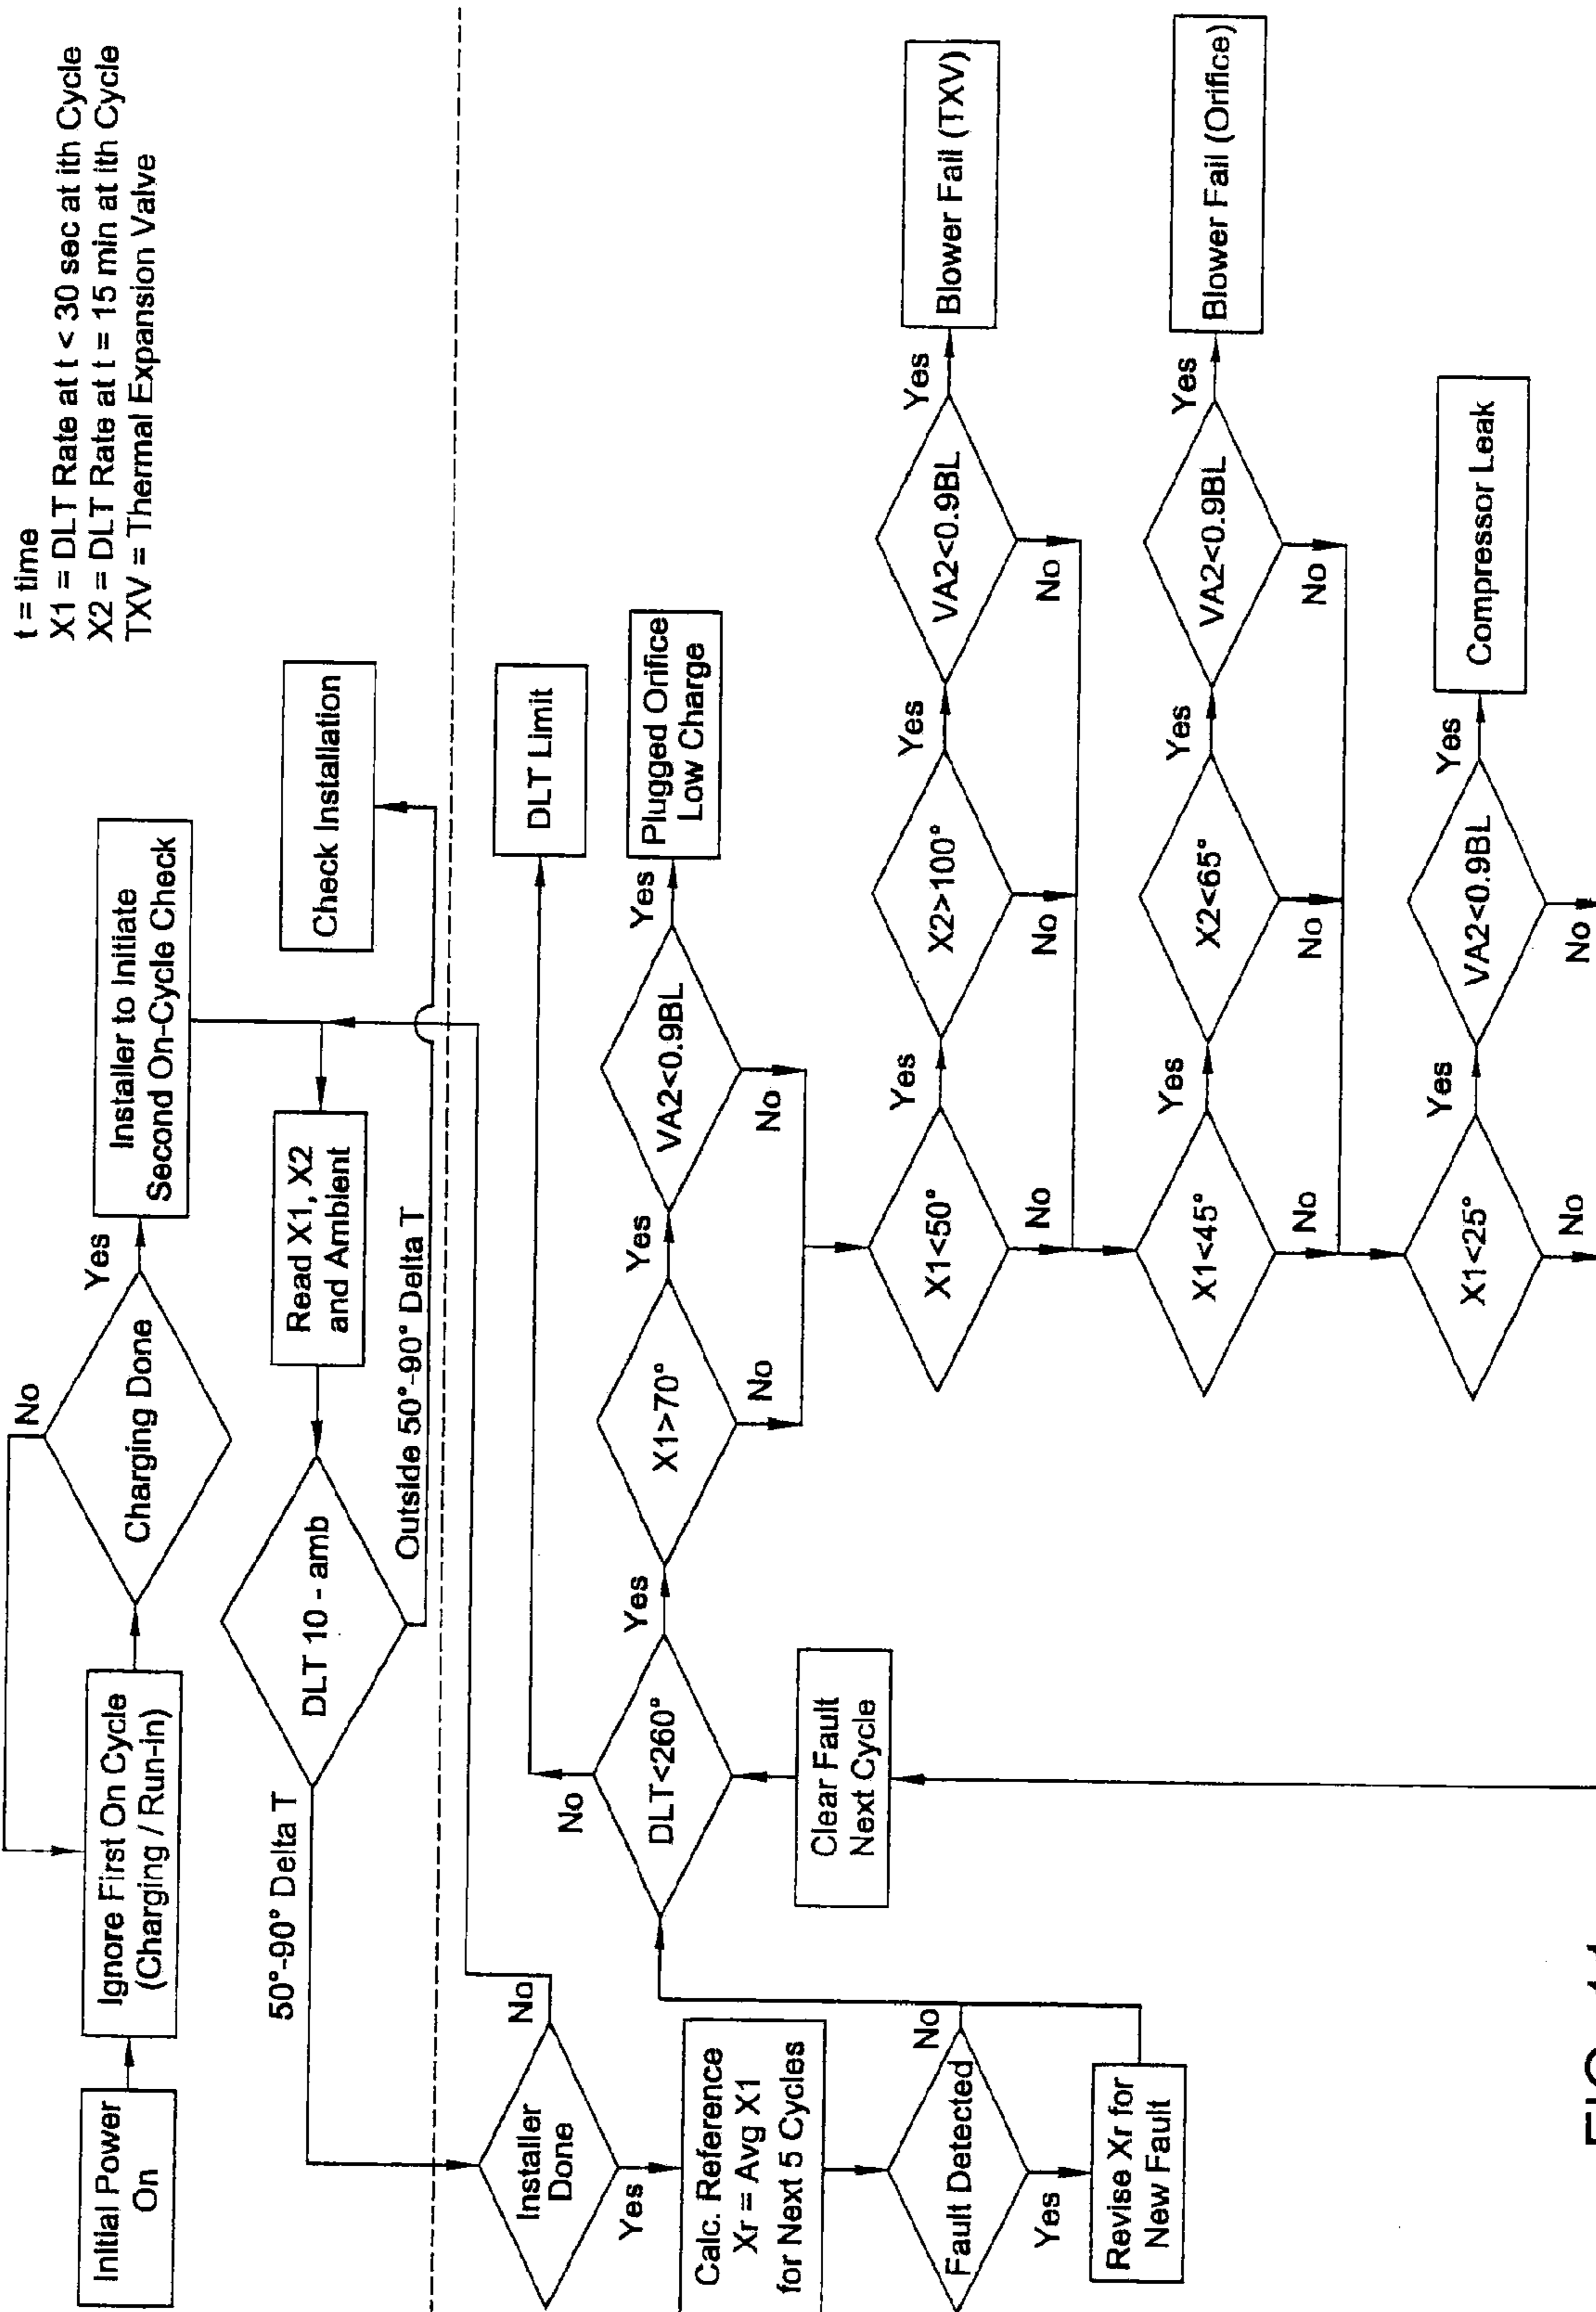 t = time
X1 = DLT Rate at t < 30 sec at ith Cycle
X2 = DLT Rate at t = 15 min at ith Cycle
TXV = Thermal Expansion Valve
Initial Power
On
Ignore First On Cycle
(Charging / Run-in)
No
Charging Done
Yes
Installer to Initiate
Second On-Cycle Check
50°-90° Delta T
DLT 10 - amb
Read X1, X2
and Ambient
Outside 50°-90° Delta T
Check Installation
Installer
Done
No
Yes
DLT Limit
Calc. Reference
Xr = Avg X1
for Next 5 Cycles
No
DLT<260°
Yes
X1>70°
Yes
VA2<0.9BL
Yes
Plugged Orifice
Low Charge
No
No
Clear Fault
Next Cycle
Fault Detected
No
Yes
Revise Xr for
New Fault
X1<50°
Yes
X2>100°
Yes
VA2<0.9BL
Yes
Blower Fail (TXV)
No
No
No
X1<45°
Yes
X2<65°
Yes
VA2<0.9BL
Yes
Blower Fail (Orifice)
No
No
No
X1<25°
Yes
VA2<0.9BL
Yes
Compressor Leak
No
No